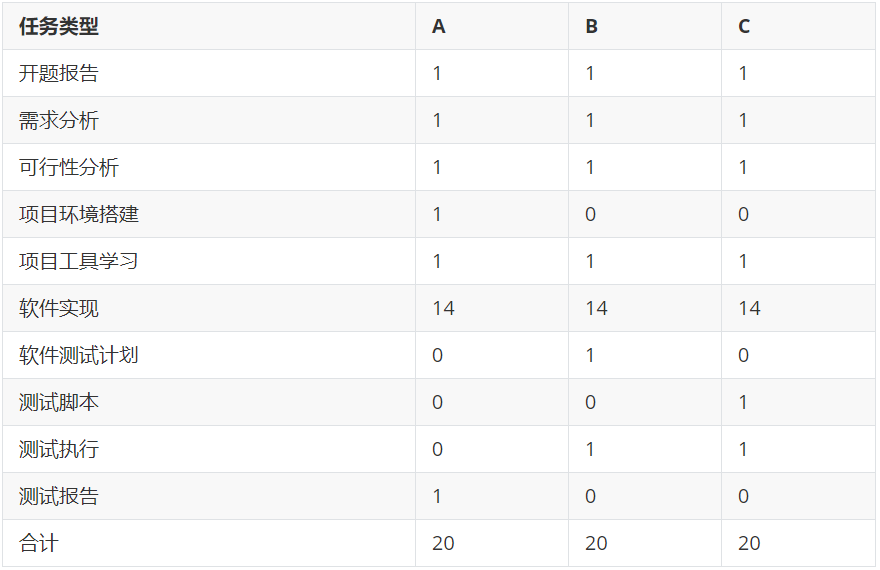 任务类型 A B C
开题报告 1 1 1
需求分析 1 1 1
可行性分析 1 1 1
项目环境搭建 1 0 0
项目工具学习 1 1 1
软件实现 14 14 14
软件测试计划 0 1 0
测试脚本 0 0 1
测试执行 0 1 1
测试报告 1 0 0
合计 20 20 20